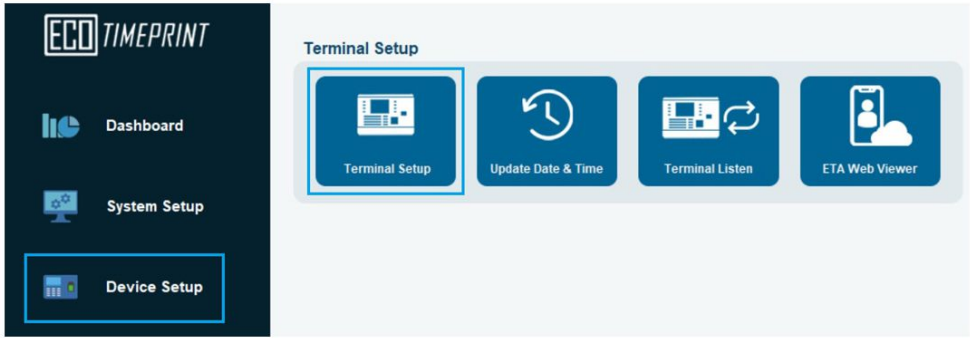 ECO TIMEPRINT
Dashboard
System Setup
Device Setup
Terminal Setup
Terminal Setup
Update Date & Time
Terminal Listen
ETA Web Viewer